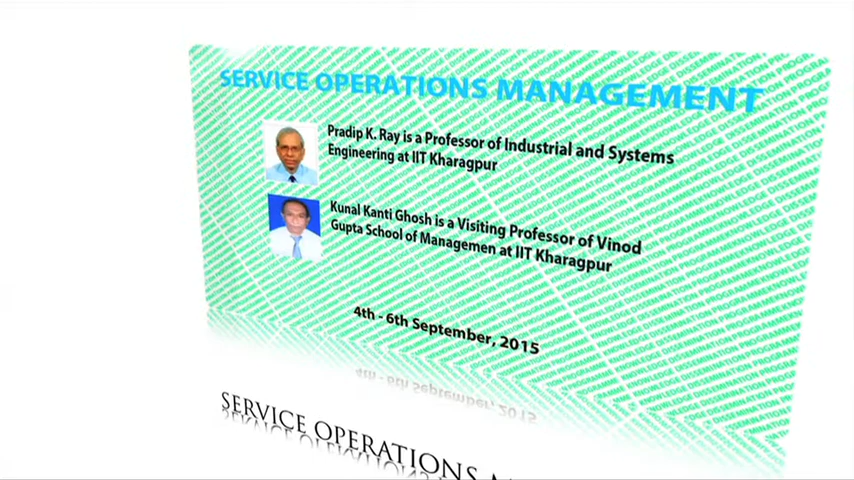 SERVICE OPERATIONS MANAGEMENT
Pradip K. Ray is a Professor of Industrial and Systems
Engineering at IIT Kharagpur
Kunal Kanti Ghosh is a Visiting Professor of Vinod
Gupta School of Managemen at IIT Kharagpur
4th - 6th September, 2015
SERVICE OPERATIONS